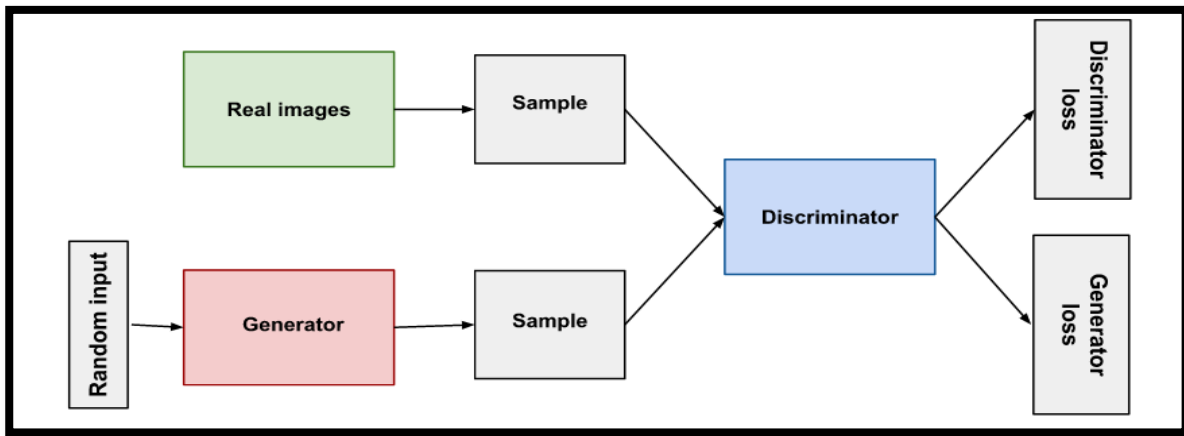 Real images
Sample
Discriminator
loss
Discriminator
Random input
Generator
Sample
Generator
loss